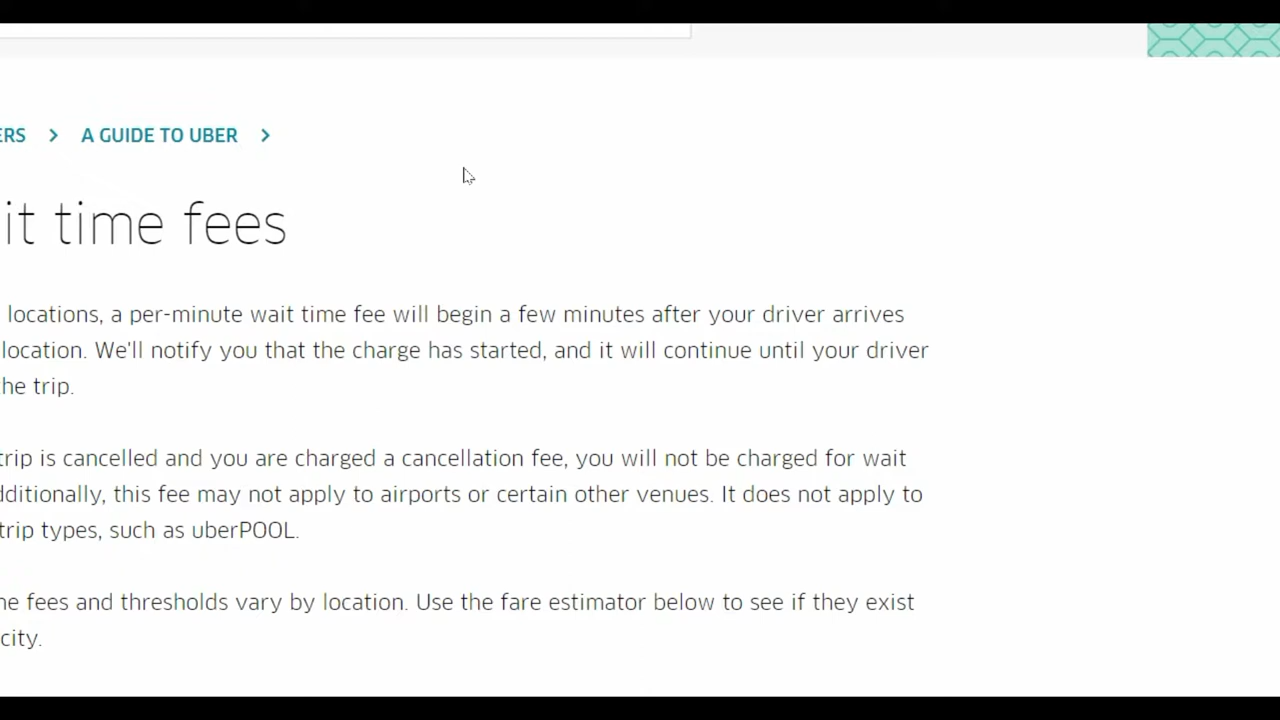 ERS > A GUIDE TO UBER >
it time fees
locations, a per-minute wait time fee will begin a few minutes after your driver arrives
location. We'll notify you that the charge has started, and it will continue until your driver
he trip.
trip is cancelled and you are charged a cancellation fee, you will not be charged for wait
dditionally, this fee may not apply to airports or certain other venues. It does not apply to
trip types, such as uberPOOL.
ne fees and thresholds vary by location. Use the fare estimator below to see if they exist
city.